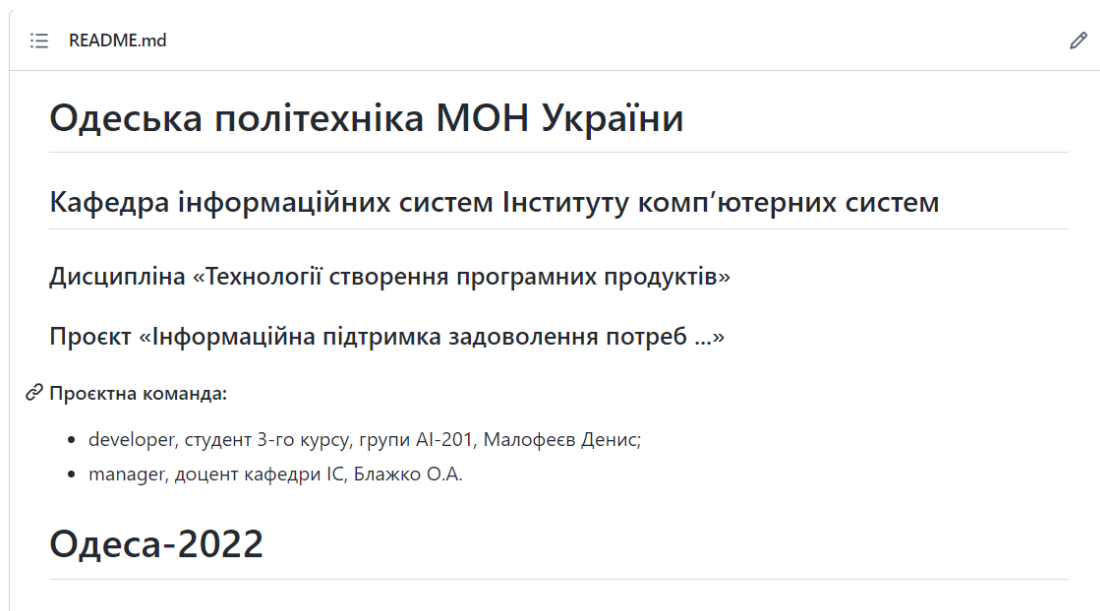 README.md
Одеська політехніка МОН України
Кафедра інформаційних систем Інституту комп’ютерних систем
Дисципліна «Технології створення програмних продуктів»
Проєкт «Інформаційна підтримка задоволення потреб ...»
Проєктна команда:
developer, студент 3-го курсу, групи АІ-201, Малофеєв Денис;
manager, доцент кафедри ІС, Блажко О.А.
Одеса-2022